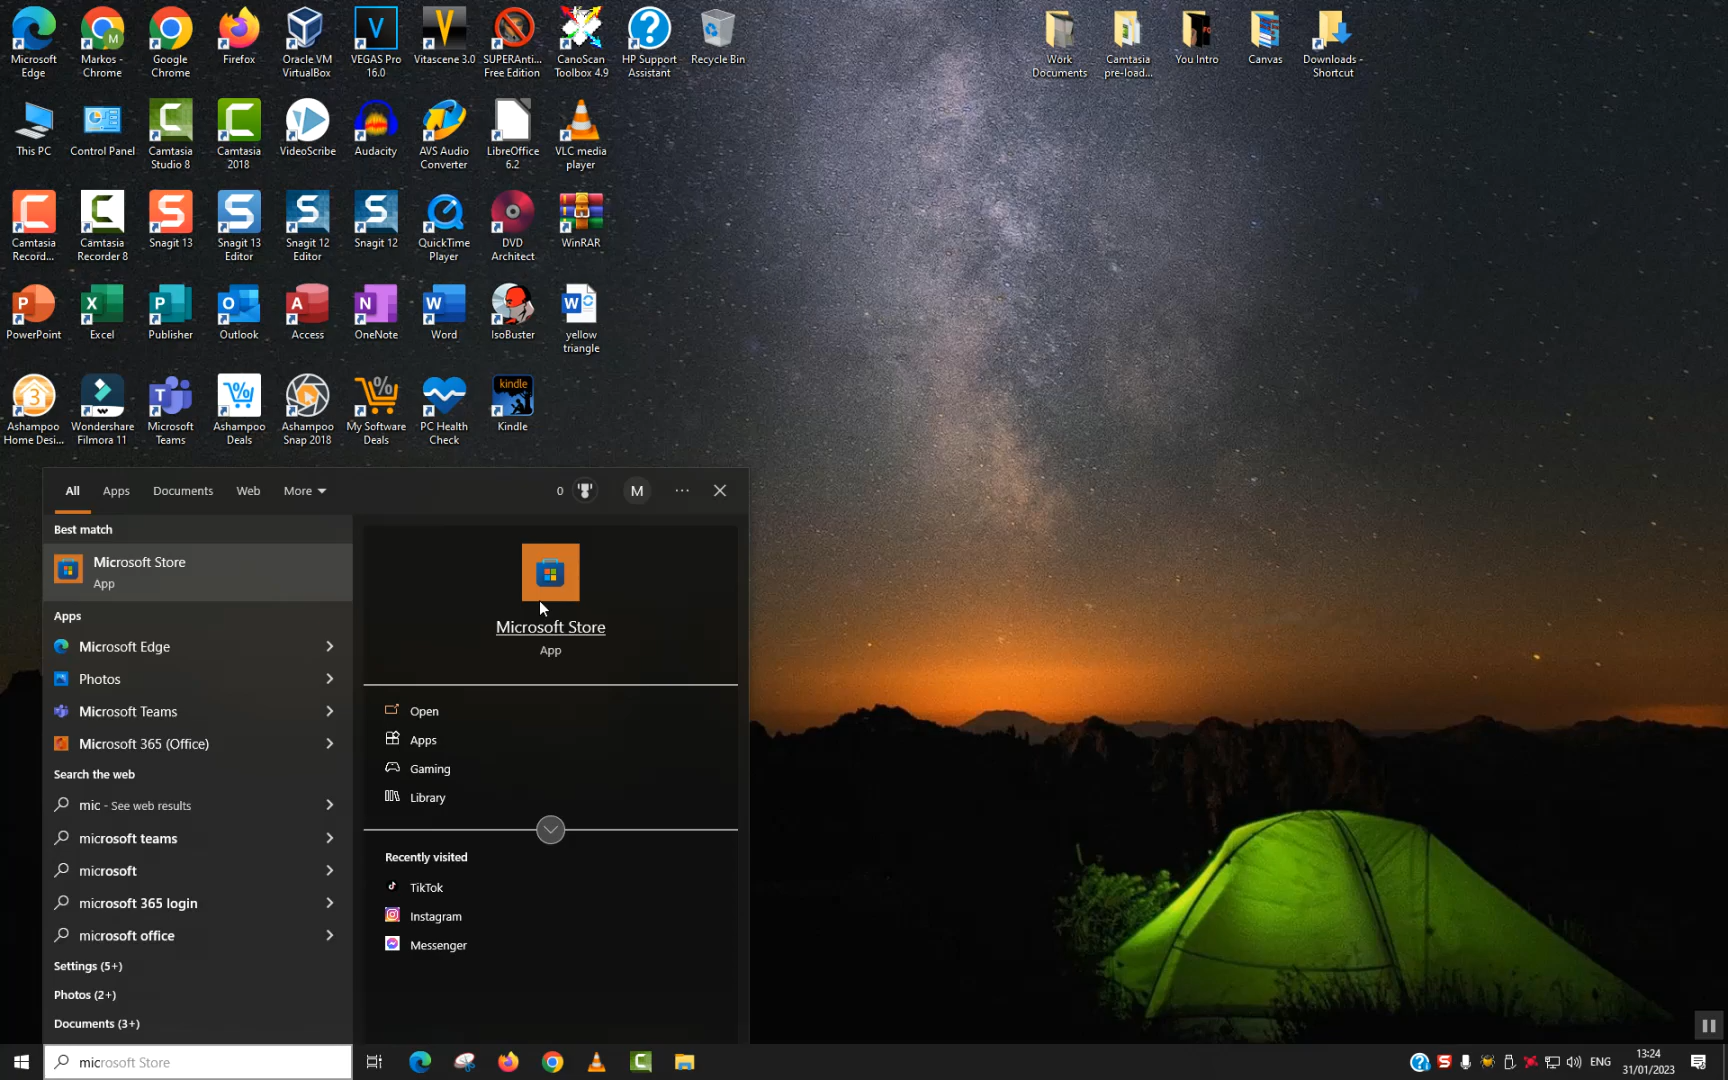 Microsoft
Edge
Markos -
Chrome
Google
Chrome
Firefox
Oracle VM
VirtualBox
VEGAS Pro
16.0
Vitascene 3.0
SUPERAnti...
Free Edition
CanoScan
Toolbox 4.9
HP Support
Assistant
Recycle Bin
Work
Documents
Camtasia
pre-load...
You Intro
Canvas
Downloads -
Shortcut
This PC
Control Panel
Camtasia
Studio 8
Camtasia
2018
VideoScribe
Audacity
AVS Audio
Converter
LibreOffice
6.2
VLC media
player
Camtasia
Record...
Camtasia
Recorder 8
Snagit 13
Snagit 13
Editor
Snagit 12
Editor
Snagit 12
QuickTime
Player
DVD
Architect
WinRAR
PowerPoint
Excel
Publisher
Outlook
Access
OneNote
Word
IsoBuster
yellow
triangle
kindle
Ashampoo
Home Desi...
Wondershare
Filmora 11
Microsoft
Teams
Ashampoo
Deals
Ashampoo
Snap 2018
My Software
Deals
PC Health
Check
Kindle
All Apps Documents Web More 0 M ...
Best match
Microsoft Store
App
Apps
Microsoft Edge
Photos
Microsoft Teams
Microsoft 365 (Office)
Search the web
mic - See web results
microsoft teams
microsoft
microsoft 365 login
microsoft office
Settings (5+)
Photos (2+)
Documents (3+)
Microsoft Store
App
Open
Apps
Gaming
Library
Recently visited
TikTok
Instagram
Messenger
microsoft Store
ENG
13:24
31/01/2023